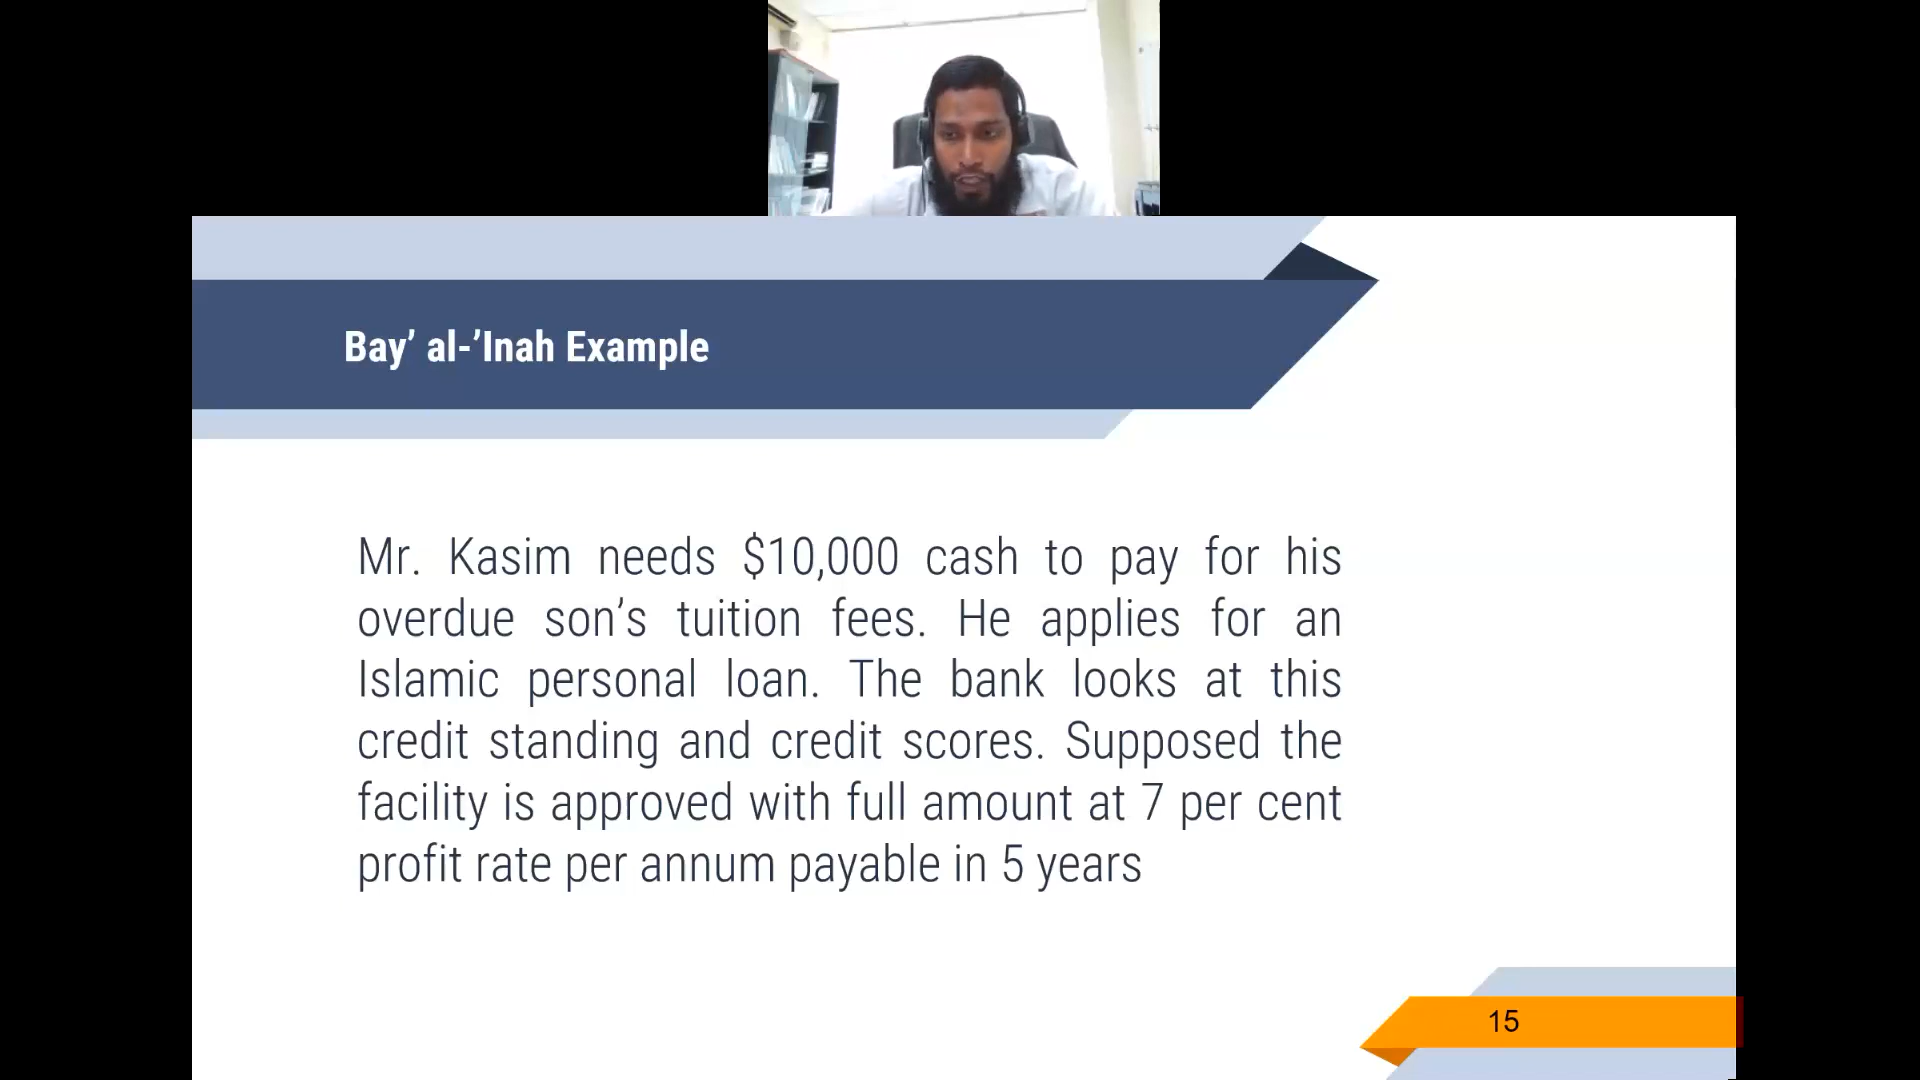 Bay’ al-’Inah Example
Mr. Kasim needs $10,000 cash to pay for his
overdue son’s tuition fees. He applies for an
Islamic personal loan. The bank looks at this
credit standing and credit scores. Supposed the
facility is approved with full amount at 7 per cent
profit rate per annum payable in 5 years
15